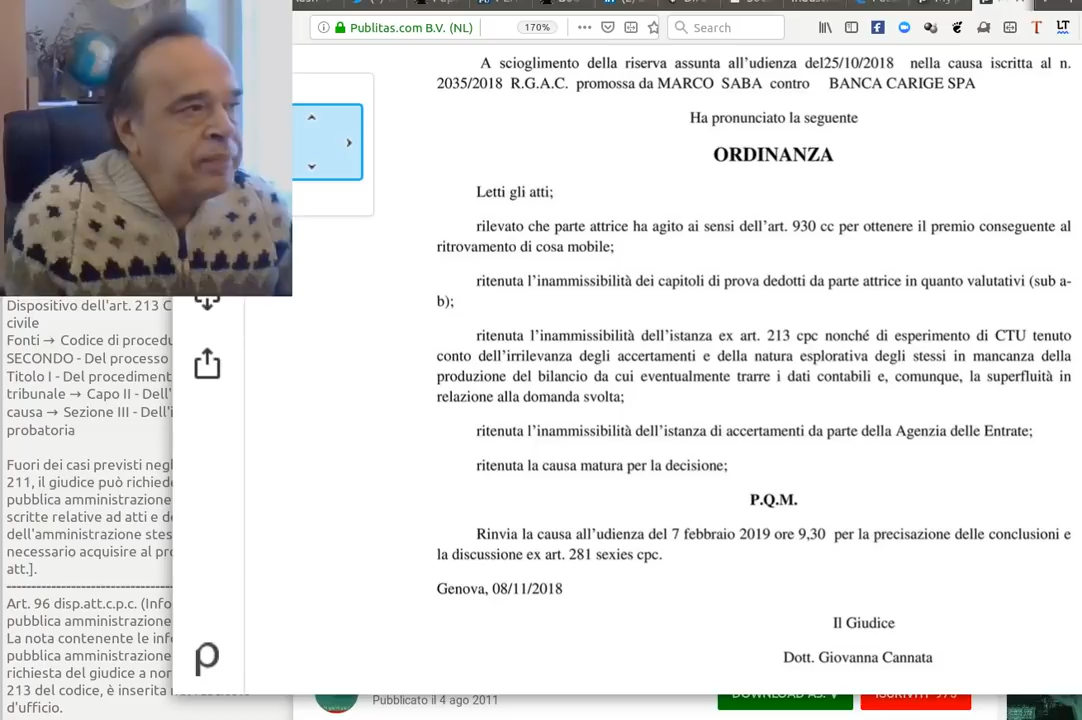 Publitas.com B.V. (NL)
170%
Search
A scioglimento della riserva assunta all'udienza del25/10/2018 nella causa iscritta al n.
2035/2018 R.G.A.C. promossa da MARCO SABA contro BANCA CARIGE SPA
Ha pronunciato la seguente
ORDINANZA
Letti gli atti;
rilevato che parte attrice ha agito ai sensi dell'art. 930 cc per ottenere il premio conseguente al
ritrovamento di cosa mobile;
ritenuta l'inammissibilità dei capitoli di prova dedotti da parte attrice in quanto valutativi (sub a-
b);
ritenuta l'inammissibilità dell'istanza ex art. 213 cpc nonché di esperimento di CTU tenuto
conto dell'irrilevanza degli accertamenti e della natura esplorativa degli stessi in mancanza della
produzione del bilancio da cui eventualmente trarre i dati contabili e, comunque, la superfluità in
relazione alla domanda svolta;
ritenuta l'inammissibilità dell'istanza di accertamenti da parte della Agenzia delle Entrate;
ritenuta la causa matura per la decisione;
P.Q.M.
Rinvia la causa all'udienza del 7 febbraio 2019 ore 9,30 per la precisazione delle conclusioni e
la discussione ex art. 281 sexies cpc.
Genova, 08/11/2018
Il Giudice
Dott. Giovanna Cannata
Dispositivo dell'art. 213 C
civile
Fonti → Codice di procedu
SECONDO - Del processo
Titolo I - Del procediment
tribunale → Capo II - Dell'
causa → Sezione III - Dell'i
probatoria
Fuori dei casi previsti negl
211, il giudice può richiede
pubblica amministrazione
scritte relative ad atti e d
dell'amministrazione stes
necessario acquisire al pro
att.].
Art. 96 disp.att.c.p.c. (Info
pubblica amministrazione
La nota contenente le info
pubblica amministrazione
richiesta del giudice a nor
213 del codice, è inserita
d'ufficio.
Pubblicato il 4 ago 2011